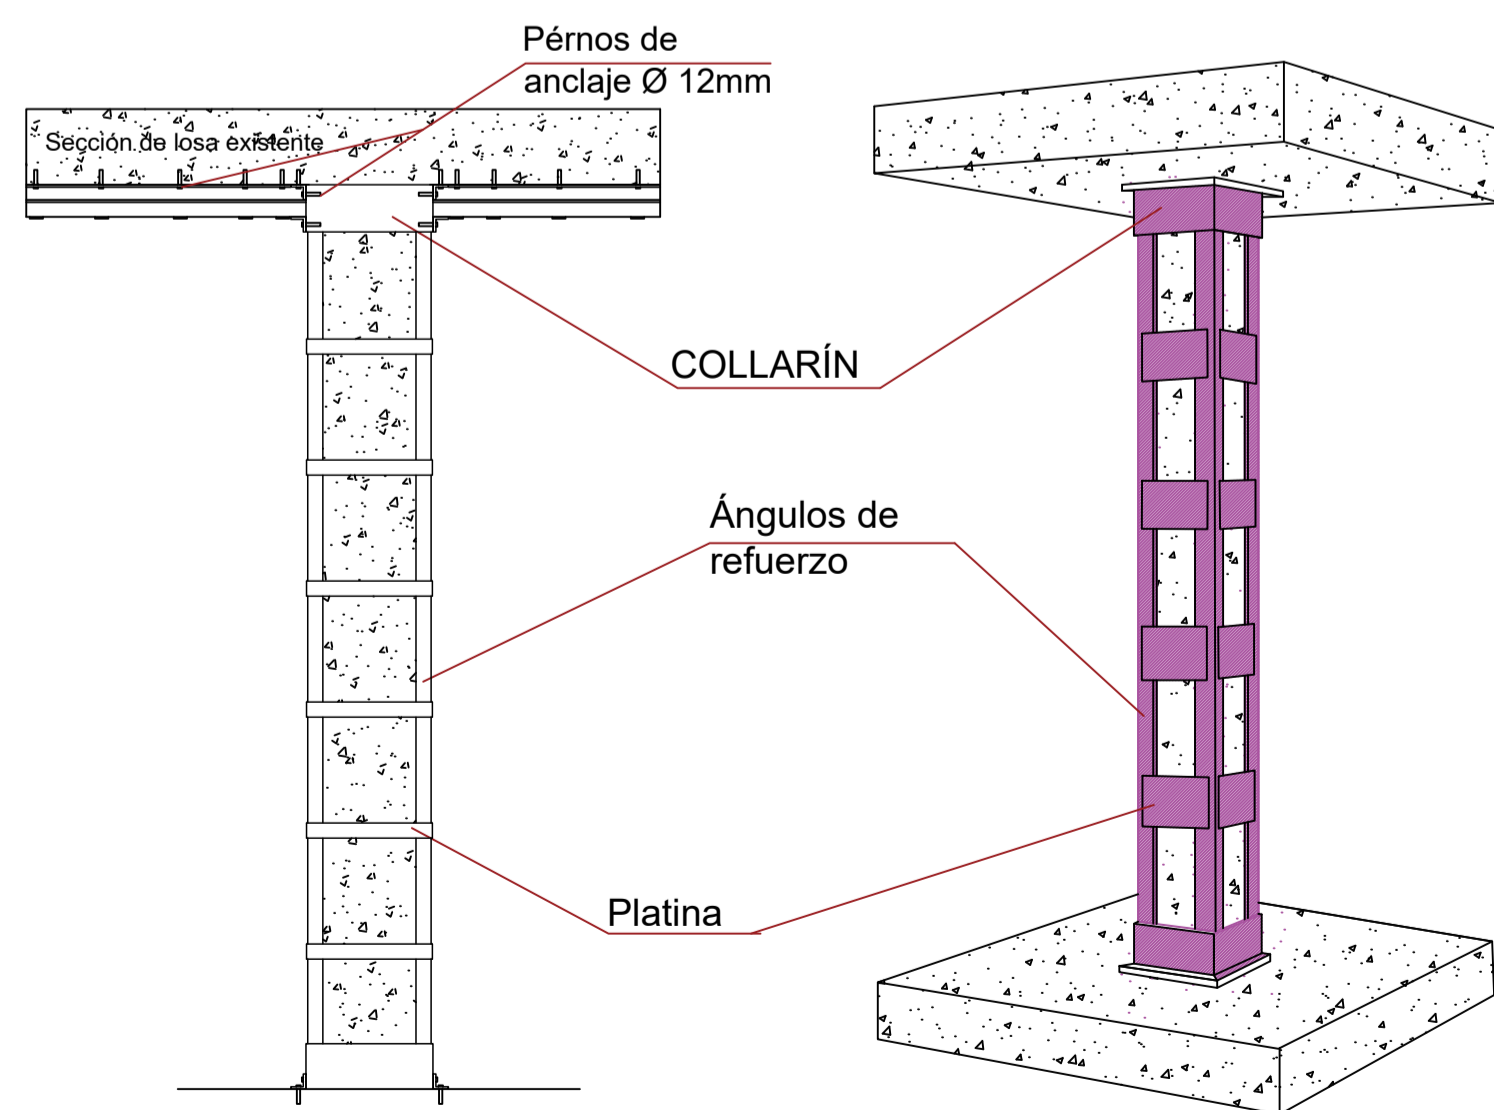 Pérnos de
anclaje Ø 12mm
Sección de losa existente
COLLARÍN
Ángulos de
refuerzo
Platina